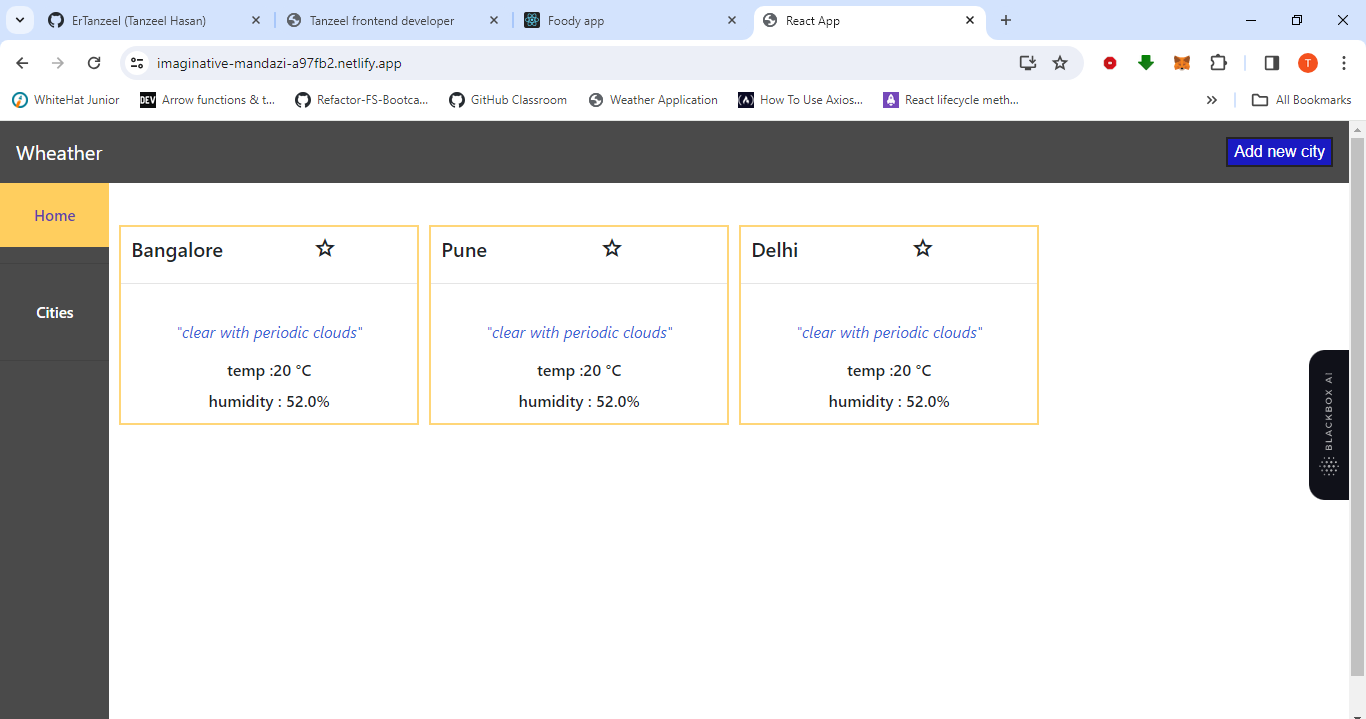 ErTanzeel (Tanzeel Hasan)
Tanzeel frontend developer
Foody app
React App
imaginative-mandazi-a97fb2.netlify.app
T
WhiteHat Junior
DEV
Arrow functions & t...
Refactor-FS-Bootca...
GitHub Classroom
Weather Application
How To Use Axios...
React lifecycle meth...
All Bookmarks
Wheather
Add new city
Home
Cities
Bangalore
"clear with periodic clouds"
temp :20 °C
humidity : 52.0%
Pune
"clear with periodic clouds"
temp :20 °C
humidity : 52.0%
Delhi
"clear with periodic clouds"
temp :20 °C
humidity : 52.0%
BLACKBOX AI